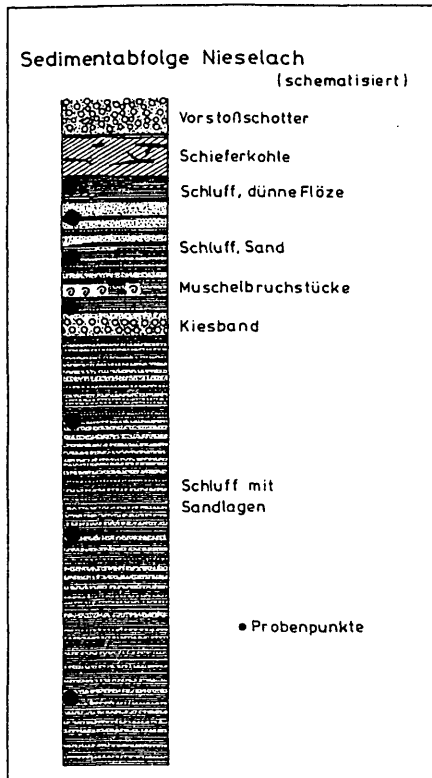 Sedimentabfolge Nieselach
(schematisiert)
Vorstoßschotter
Schieferkohle
Schluff, dünne Flöze
Schluff, Sand
Muschelbruchstücke
Kiesband
Schluff mit
Sandlagen
● Probenpunkte